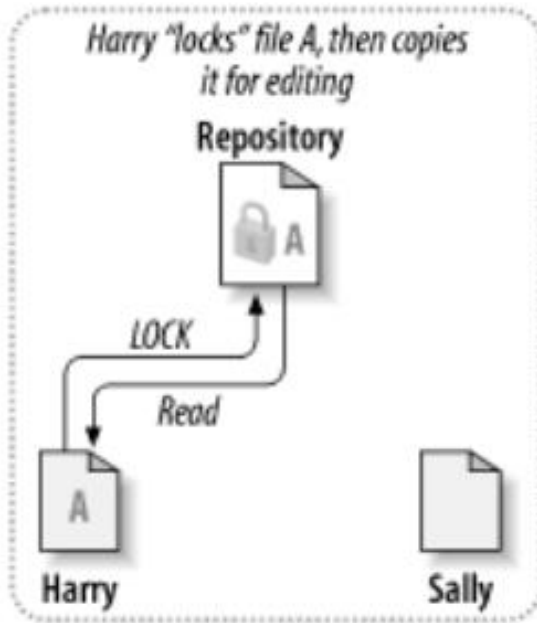 Harry “locks” file A, then copies
it for editing
Repository
A
LOCK
Read
A
Harry
Sally